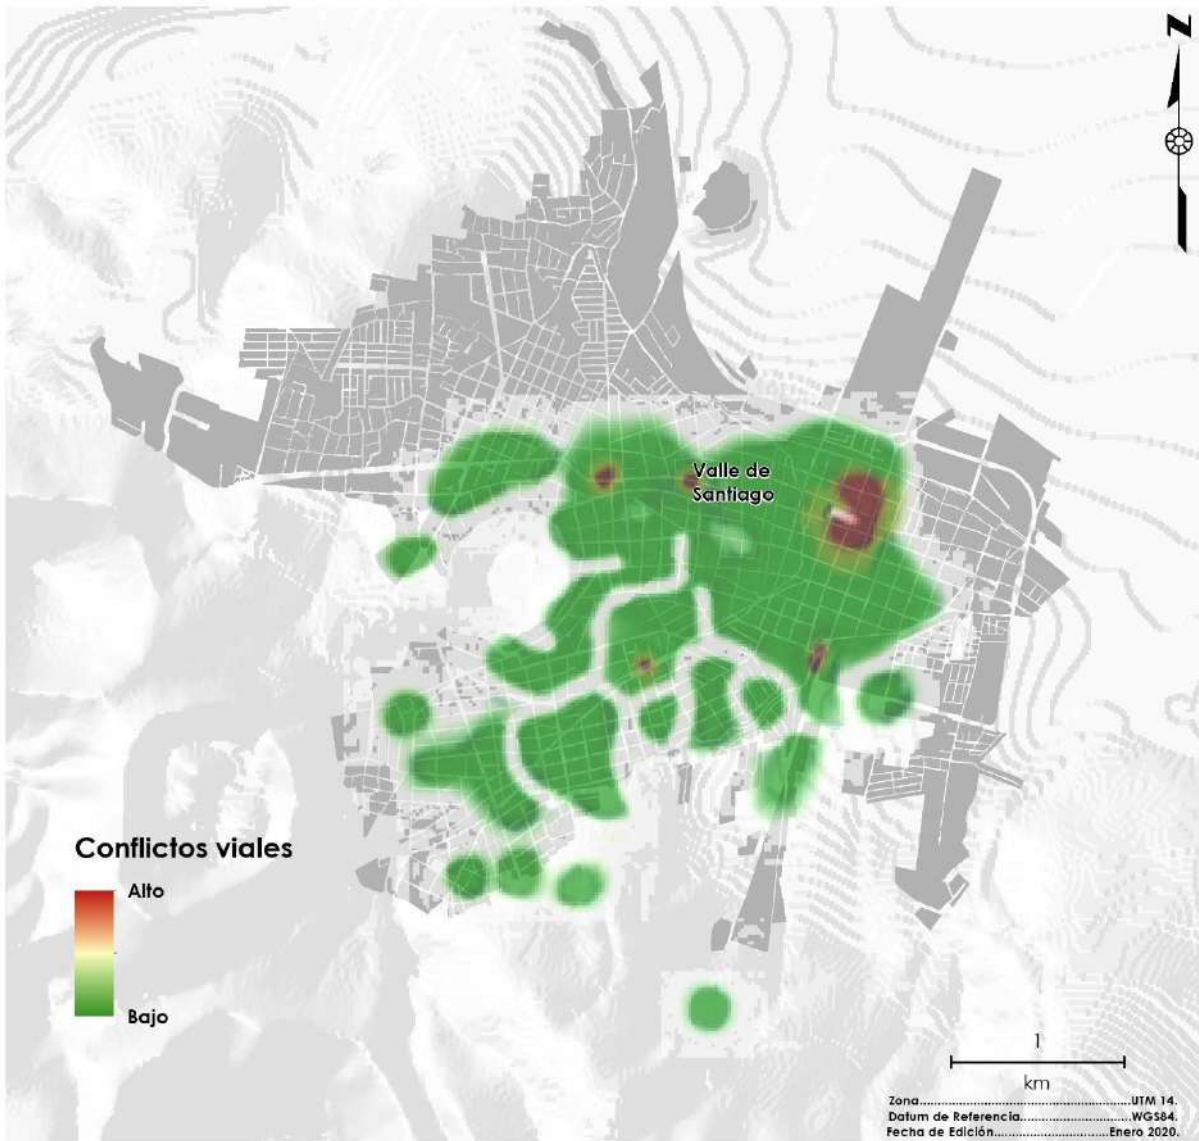 Z
Valle de
Santiago
Conflictos viales
Alto
Bajo
1
km
Zona..............................................UTM 14.
Datum de Referencia......................WGS84.
Fecha de Edición......................Enero 2020.